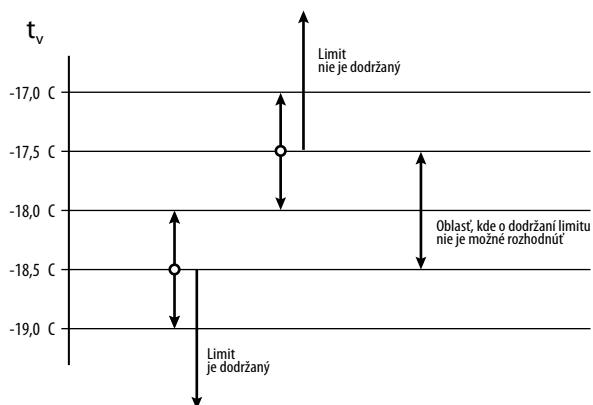 tv
Limit
nie je dodržaný
-17,0 C
-17,5 C
-18,0 C
Oblasť, kde o dodržaní limitu
nie je možné rozhodnúť
-18,5 C
-19,0 C
Limit
je dodržaný